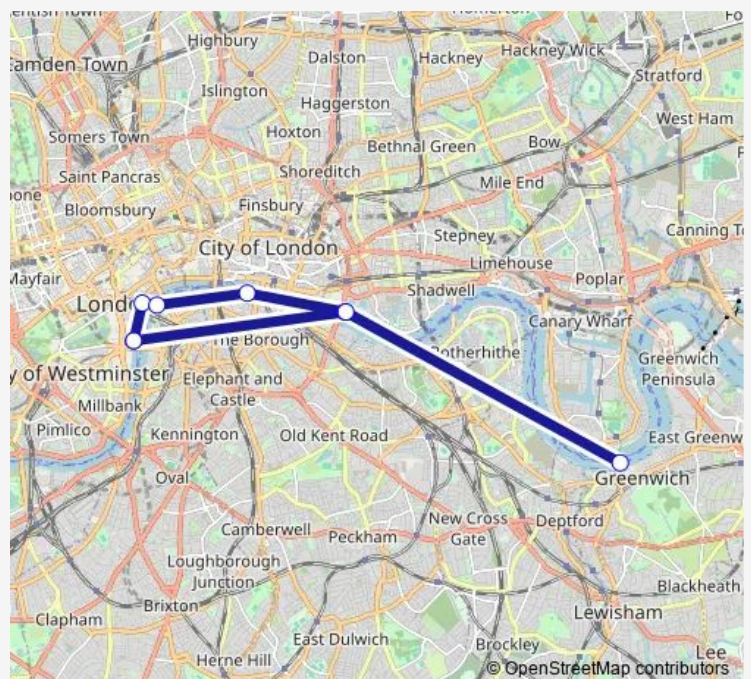 Highbury
Dalston
Hackney
Hackney Wick
Stratford
Camden Town
Islington
Haggerston
West Ham
Somers Town
Hoxton
Bethnal Green
Bow
Saint Pancras
Shoreditch
Mile End
Bloomsbury
Finsbury
Stepney
Canning To
City of London
Limehouse
Mayfair
Poplar
Shadwell
Londo
Canary Wharf
The Borough
Rotherhithe
y of Westminster
Elephant and
Castle
Greenwich
Peninsula
Millbank
Pimlico
Kennington
Old Kent Road
East Greenw
Oval
Greenwich
New Cross
Gate
Deptford
Camberwell
Peckham
Loughborough
Junction
Blackheath
Brixton
Clapham
Lewisham
East Dulwich
Brockley
Lee
Herne Hill
© OpenStreetMap contributors